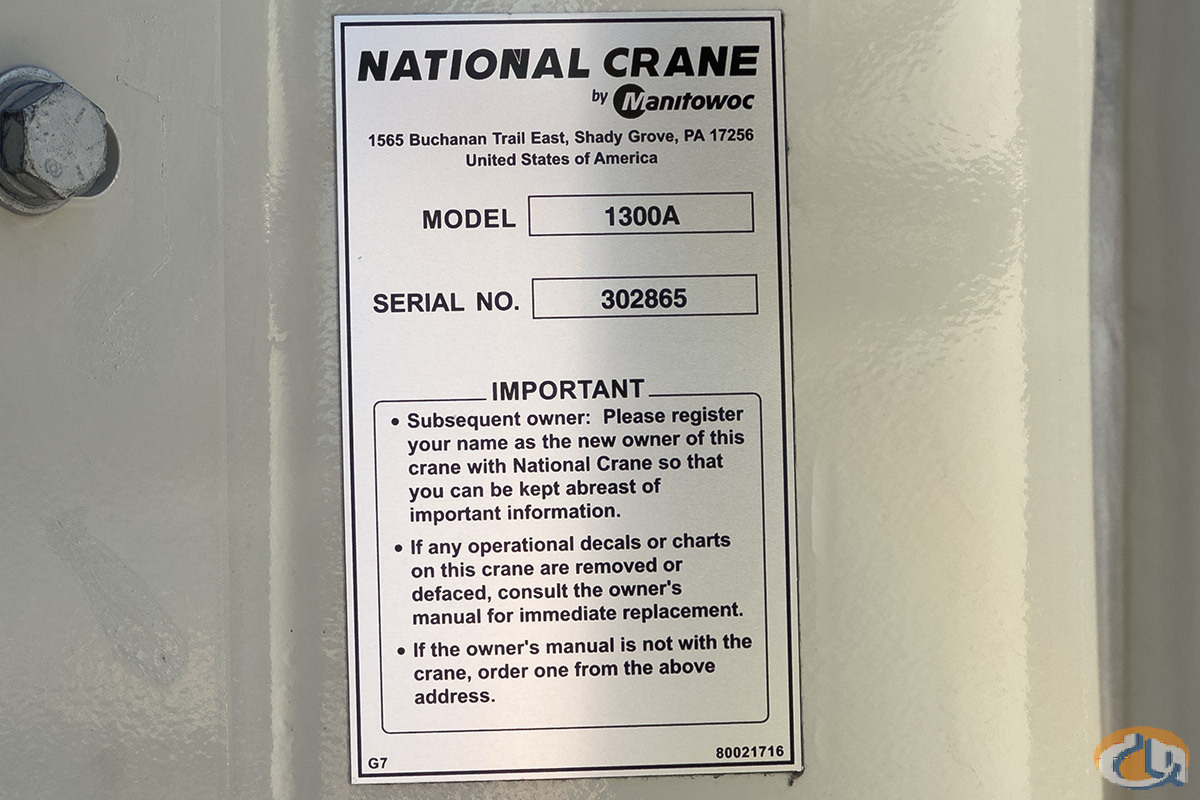 NATIONAL CRANE
by Manitowoc
1565 Buchanan Trail East, Shady Grove, PA 17256
United States of America
MODEL 1300A
SERIAL NO. 302865
IMPORTANT
• Subsequent owner: Please register
your name as the new owner of this
crane with National Crane so that
you can be kept abreast of
important information.
• If any operational decals or charts
on this crane are removed or
defaced, consult the owner's
manual for immediate replacement.
• If the owner's manual is not with the
crane, order one from the above
address.
G7 80021716